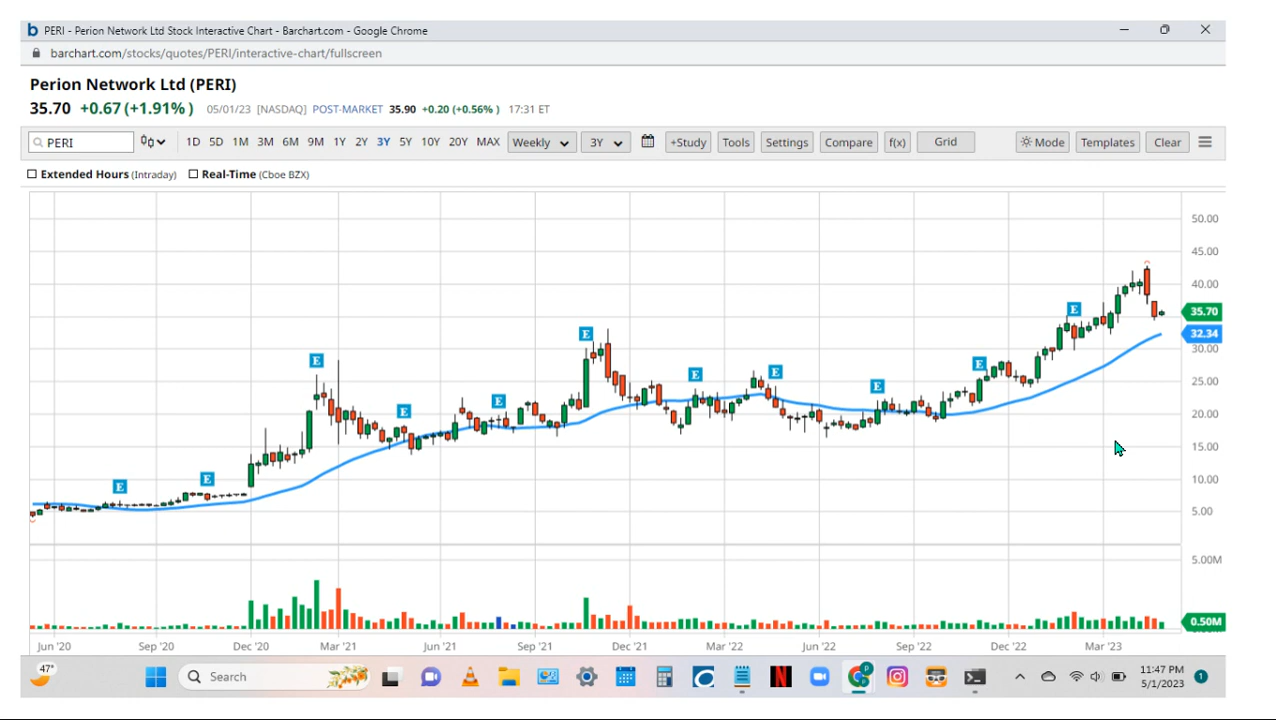 PERI - Perion Network Ltd Stock Interactive Chart - Barchart.com - Google Chrome
barchart.com/stocks/quotes/PERI/interactive-chart/fullscreen
Perion Network Ltd (PERI)
35.70 +0.67 (+1.91%) 05/01/23 [NASDAQ] POST-MARKET 35.90 +0.20 (+0.56%) 17:31 ET
PERI 1D 5D 1M 3M 6M 9M 1Y 2Y 3Y 5Y 10Y 20Y MAX Weekly 3Y +Study Tools Settings Compare f(x) Grid Mode Templates Clear
Extended Hours (Intraday) Real-Time (Cboe BZX)
50.00
45.00
40.00
E
35.70
E
32.34
30.00
E
E
E
E
25.00
E
E
E
20.00
15.00
E
10.00
E
5.00
5.00M
0.50M
Jun '20 Sep '20 Dec '20 Mar '21 Jun '21 Sep '21 Dec '21 Mar '22 Jun '22 Sep '22 Dec '22 Mar '23
47°
Search
11:47 PM
5/1/2023
1